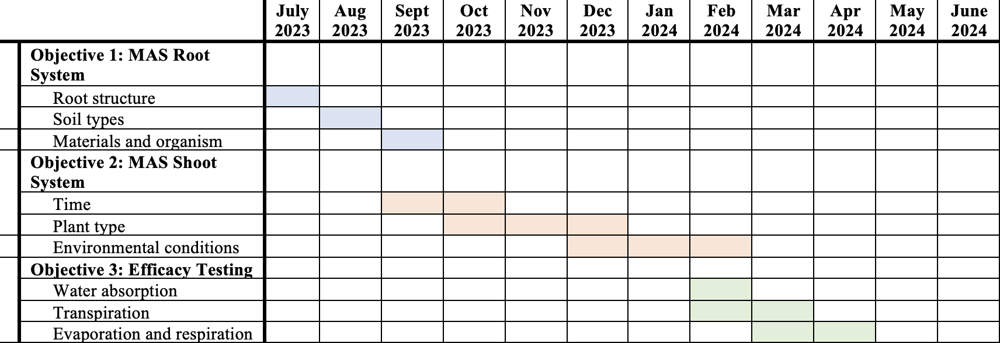 July Aug Sept Oct Nov Dec Jan Feb Mar Apr May June
2023 2023 2023 2023 2023 2023 2024 2024 2024 2024 2024 2024
Objective 1: MAS Root
System
Root structure
Soil types
Materials and organism
Objective 2: MAS Shoot
System
Time
Plant type
Environmental conditions
Objective 3: Efficacy Testing
Water absorption
Transpiration
Evaporation and respiration